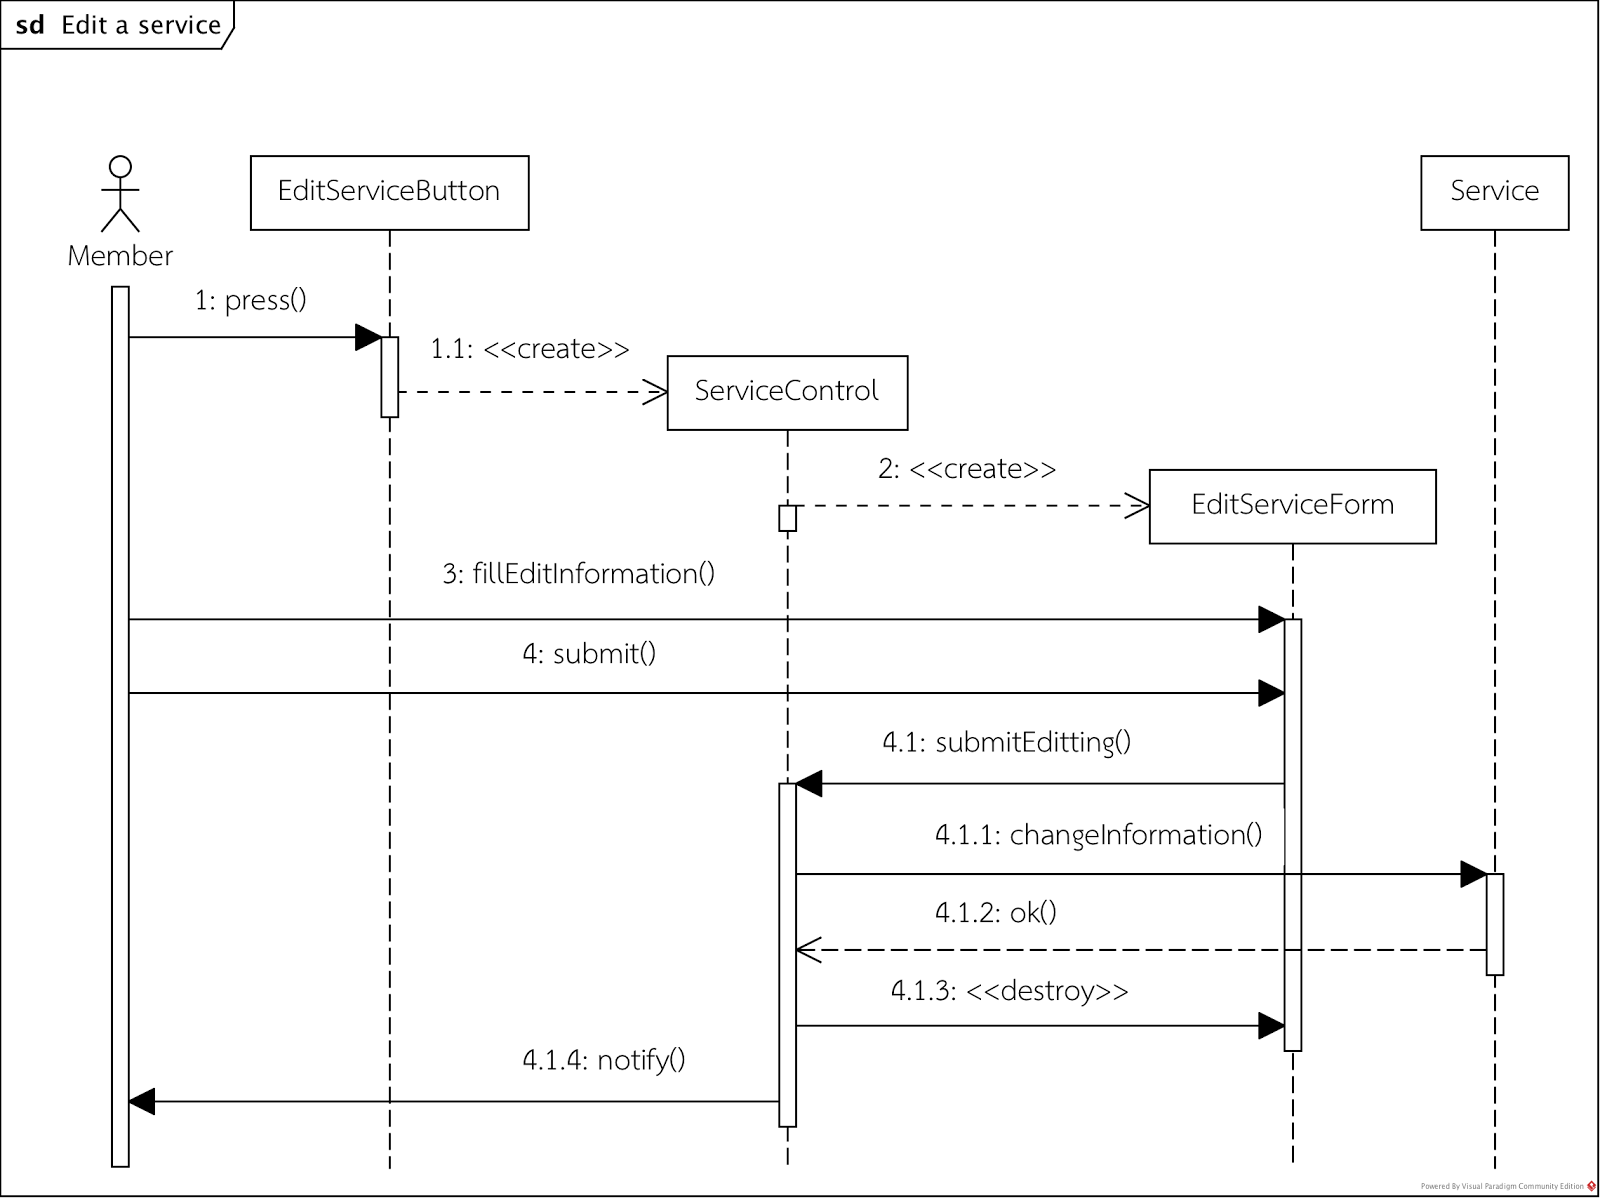 sd Edit a service
EditServiceButton
Service
Member
1: press()
1.1: <<create>>
ServiceControl
2: <<create>>
EditServiceForm
3: fillEditInformation()
4: submit()
4.1: submitEditting()
4.1.1: changeInformation()
4.1.2: ok()
4.1.3: <<destroy>>
4.1.4: notify()
Powered By Visual Paradigm Community Edition